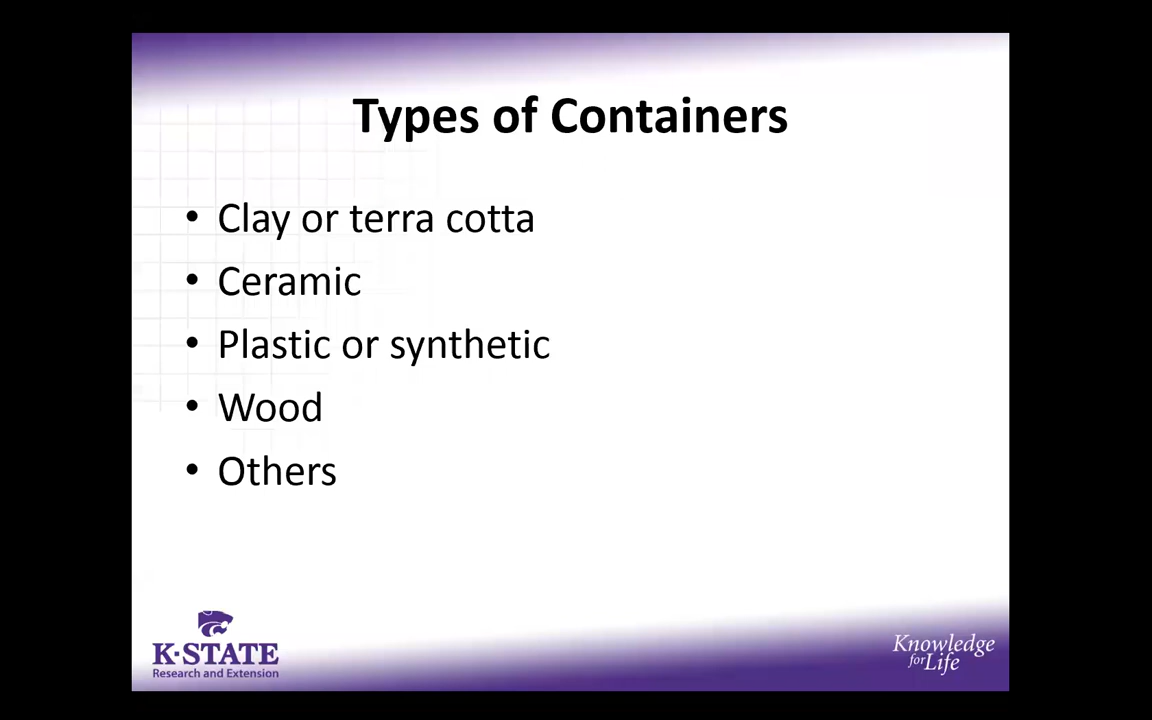 Types of Containers
• Clay or terra cotta
• Ceramic
• Plastic or synthetic
• Wood
• Others
K-STATE
Research and Extension
Knowledge
for Life